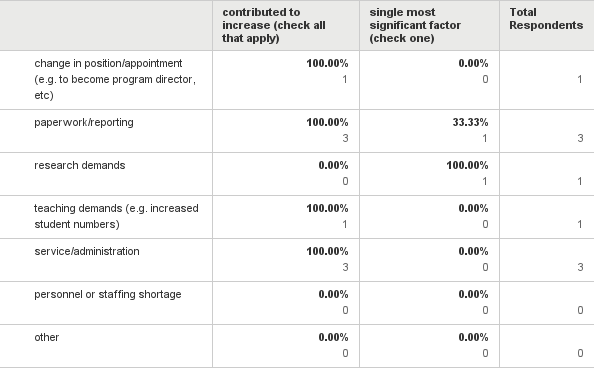 contributed to increase (check all that apply) single most significant factor (check one) Total Respondents
change in position/appointment (e.g. to become program director, etc) 100.00% 1 0.00% 0 1
paperwork/reporting 100.00% 3 33.33% 1 3
research demands 0.00% 0 100.00% 1 1
teaching demands (e.g. increased student numbers) 100.00% 1 0.00% 0 1
service/administration 100.00% 3 0.00% 0 3
personnel or staffing shortage 0.00% 0 0.00% 0 0
other 0.00% 0 0.00% 0 0